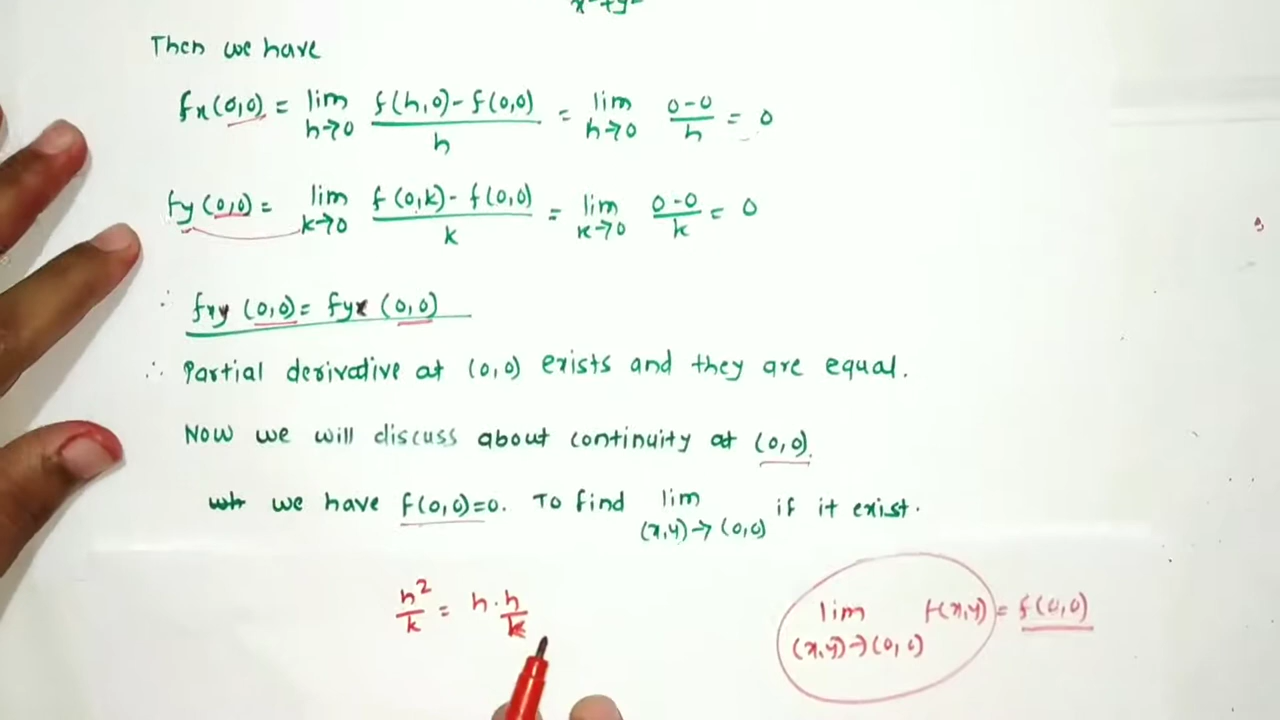 x²+y²
Then we have
fx(0,0) = lim h→0 f(h,0) - f(0,0) / h = lim h→0 0-0 / h = 0
fy(0,0) = lim k→0 f(0,k) - f(0,0) / k = lim k→0 0-0 / k = 0
∴ fxy (0,0) = fyx (0,0)
∴ Partial derivative at (0,0) exists and they are equal.
Now we will discuss about continuity at (0,0).
we have f(0,0)=0. To find lim (x,y)→(0,0) if it exist.
h²/k = h·h/k
lim (x,y)→(0,0) f(x,y) = f(0,0)